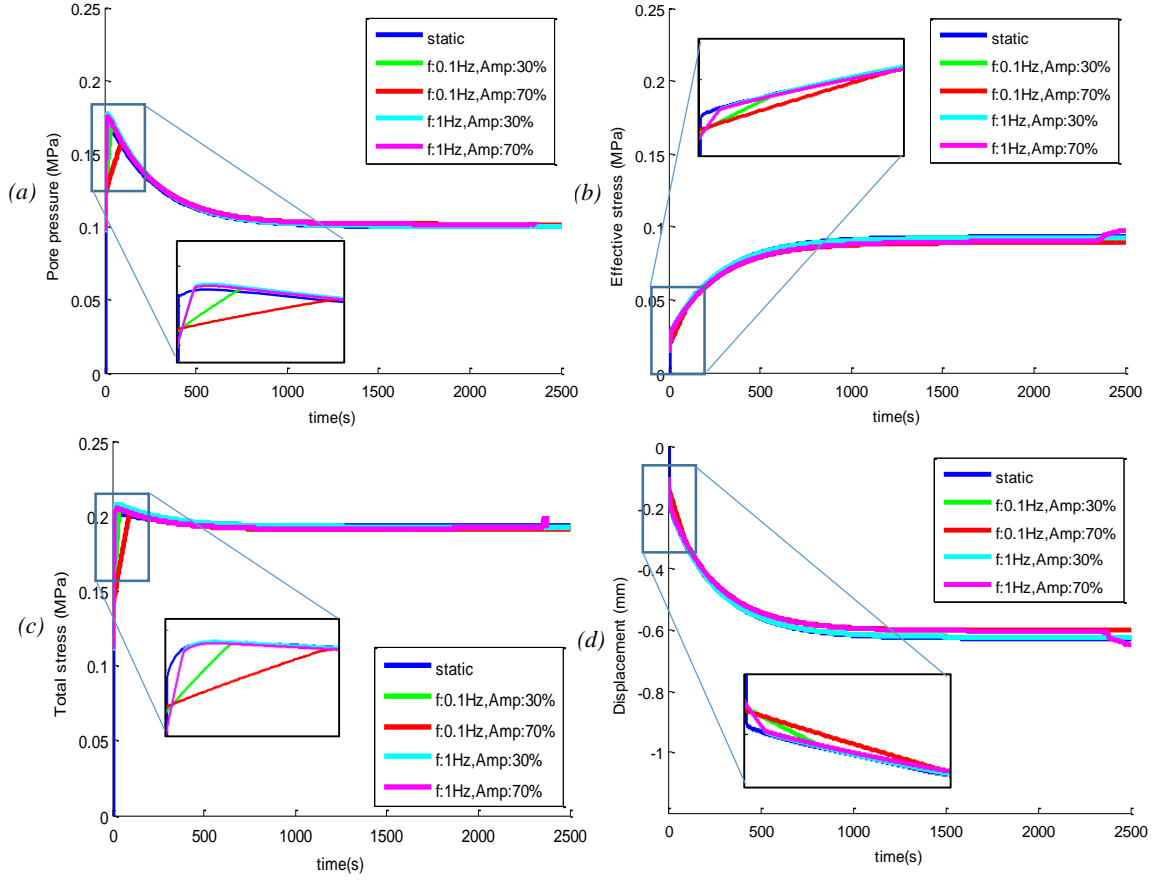 (a)
Pore pressure (MPa)
0.25
0.2
0.15
0.1
0.05
0
static
f:0.1Hz,Amp:30%
f:0.1Hz,Amp:70%
f:1Hz,Amp:30%
f:1Hz,Amp:70%
0 500 1000 1500 2000 2500
time(s)
(b)
Effective stress (MPa)
0.25
0.2
0.15
0.1
0.05
0
static
f:0.1Hz,Amp:30%
f:0.1Hz,Amp:70%
f:1Hz,Amp:30%
f:1Hz,Amp:70%
0 500 1000 1500 2000 2500
time(s)
(c)
Total stress (MPa)
0.25
0.2
0.15
0.1
0.05
0
static
f:0.1Hz,Amp:30%
f:0.1Hz,Amp:70%
f:1Hz,Amp:30%
f:1Hz,Amp:70%
0 500 1000 1500 2000 2500
time(s)
(d)
Displacement (mm)
0
-0.2
-0.4
-0.6
-0.8
-1
static
f:0.1Hz,Amp:30%
f:0.1Hz,Amp:70%
f:1Hz,Amp:30%
f:1Hz,Amp:70%
0 500 1000 1500 2000 2500
time(s)